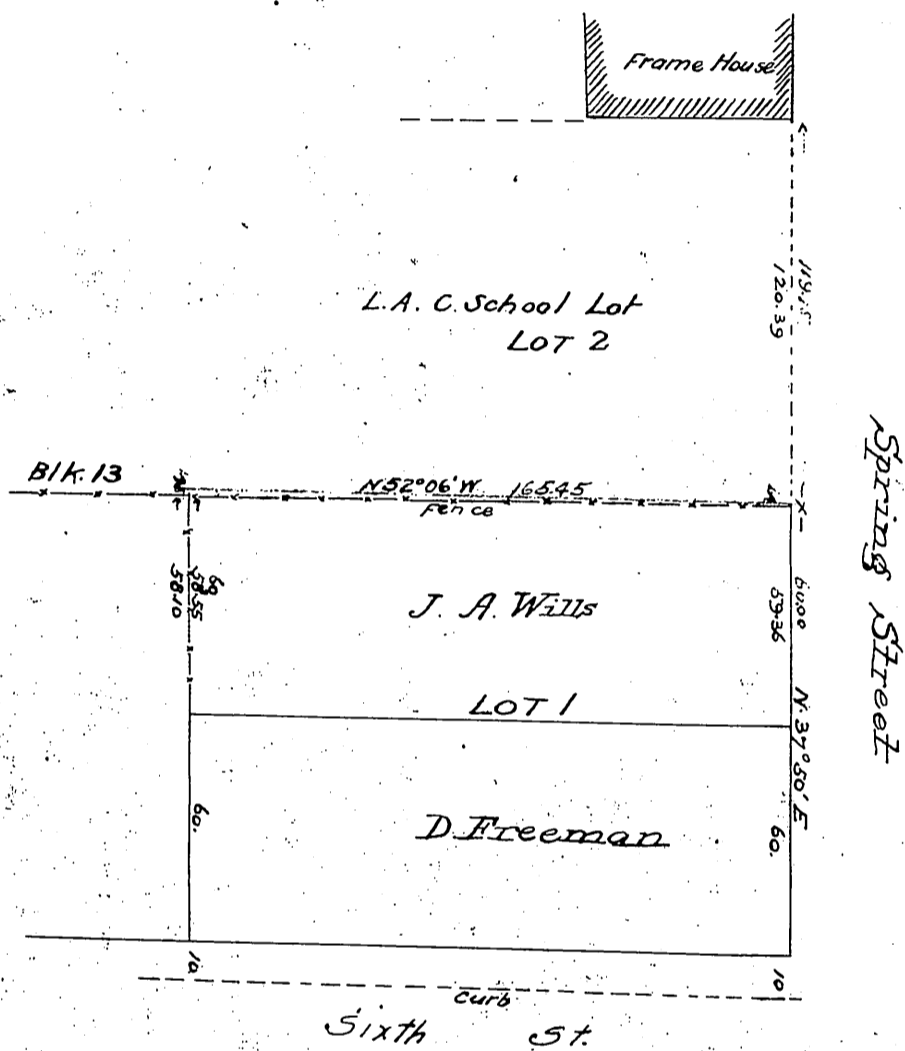 Frame House
120.39
L.A.C. School Lot
LOT 2
Spring Street
Blk. 13
N52°06'W. 165.45
Fence
60
58.55
58.10
J. A. Wills
60.00
59.36
LOT 1
N. 37° 50' E
60.
D. Freeman
60.
10
10
Curb
Sixth St.